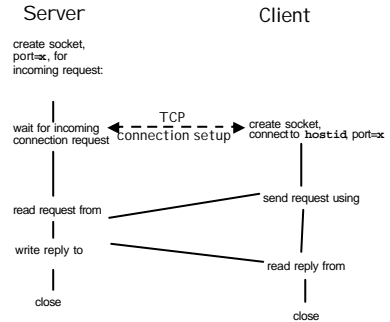 Server
Client
create socket,
port=x, for
incoming request:
TCP
connection setup
wait for incoming
connection request
create socket,
connect to hostid, port=x
send request using
read request from
write reply to
read reply from
close
close